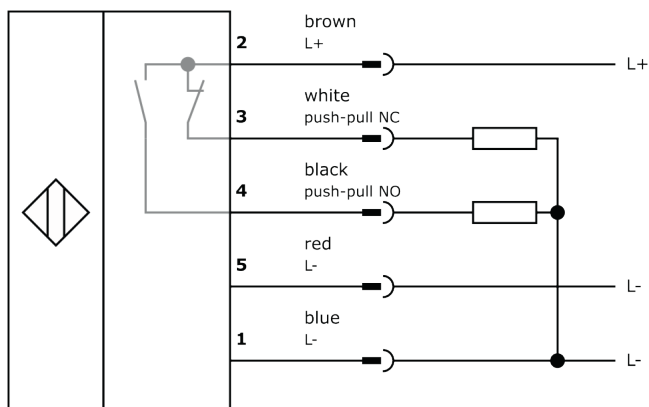 brown
2 L+ L+
white
3 push-pull NC
black
4 push-pull NO
red
5 L- L-
blue
1 L- L-